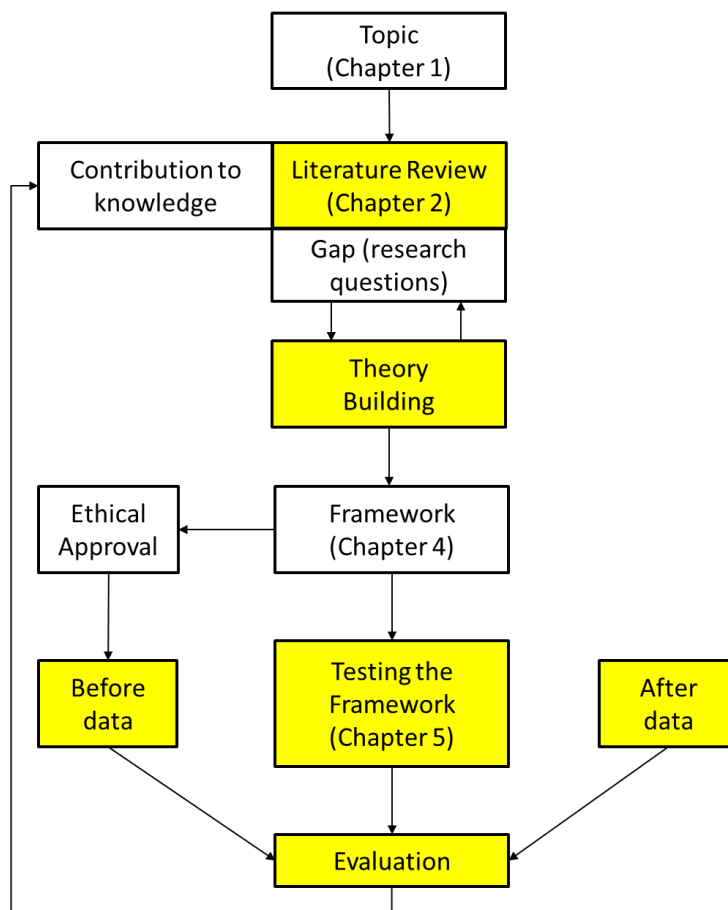 Topic
(Chapter 1)
Contribution to
knowledge
Literature Review
(Chapter 2)
Gap (research
questions)
Theory
Building
Ethical
Approval
Framework
(Chapter 4)
Before
data
Testing the
Framework
(Chapter 5)
After
data
Evaluation